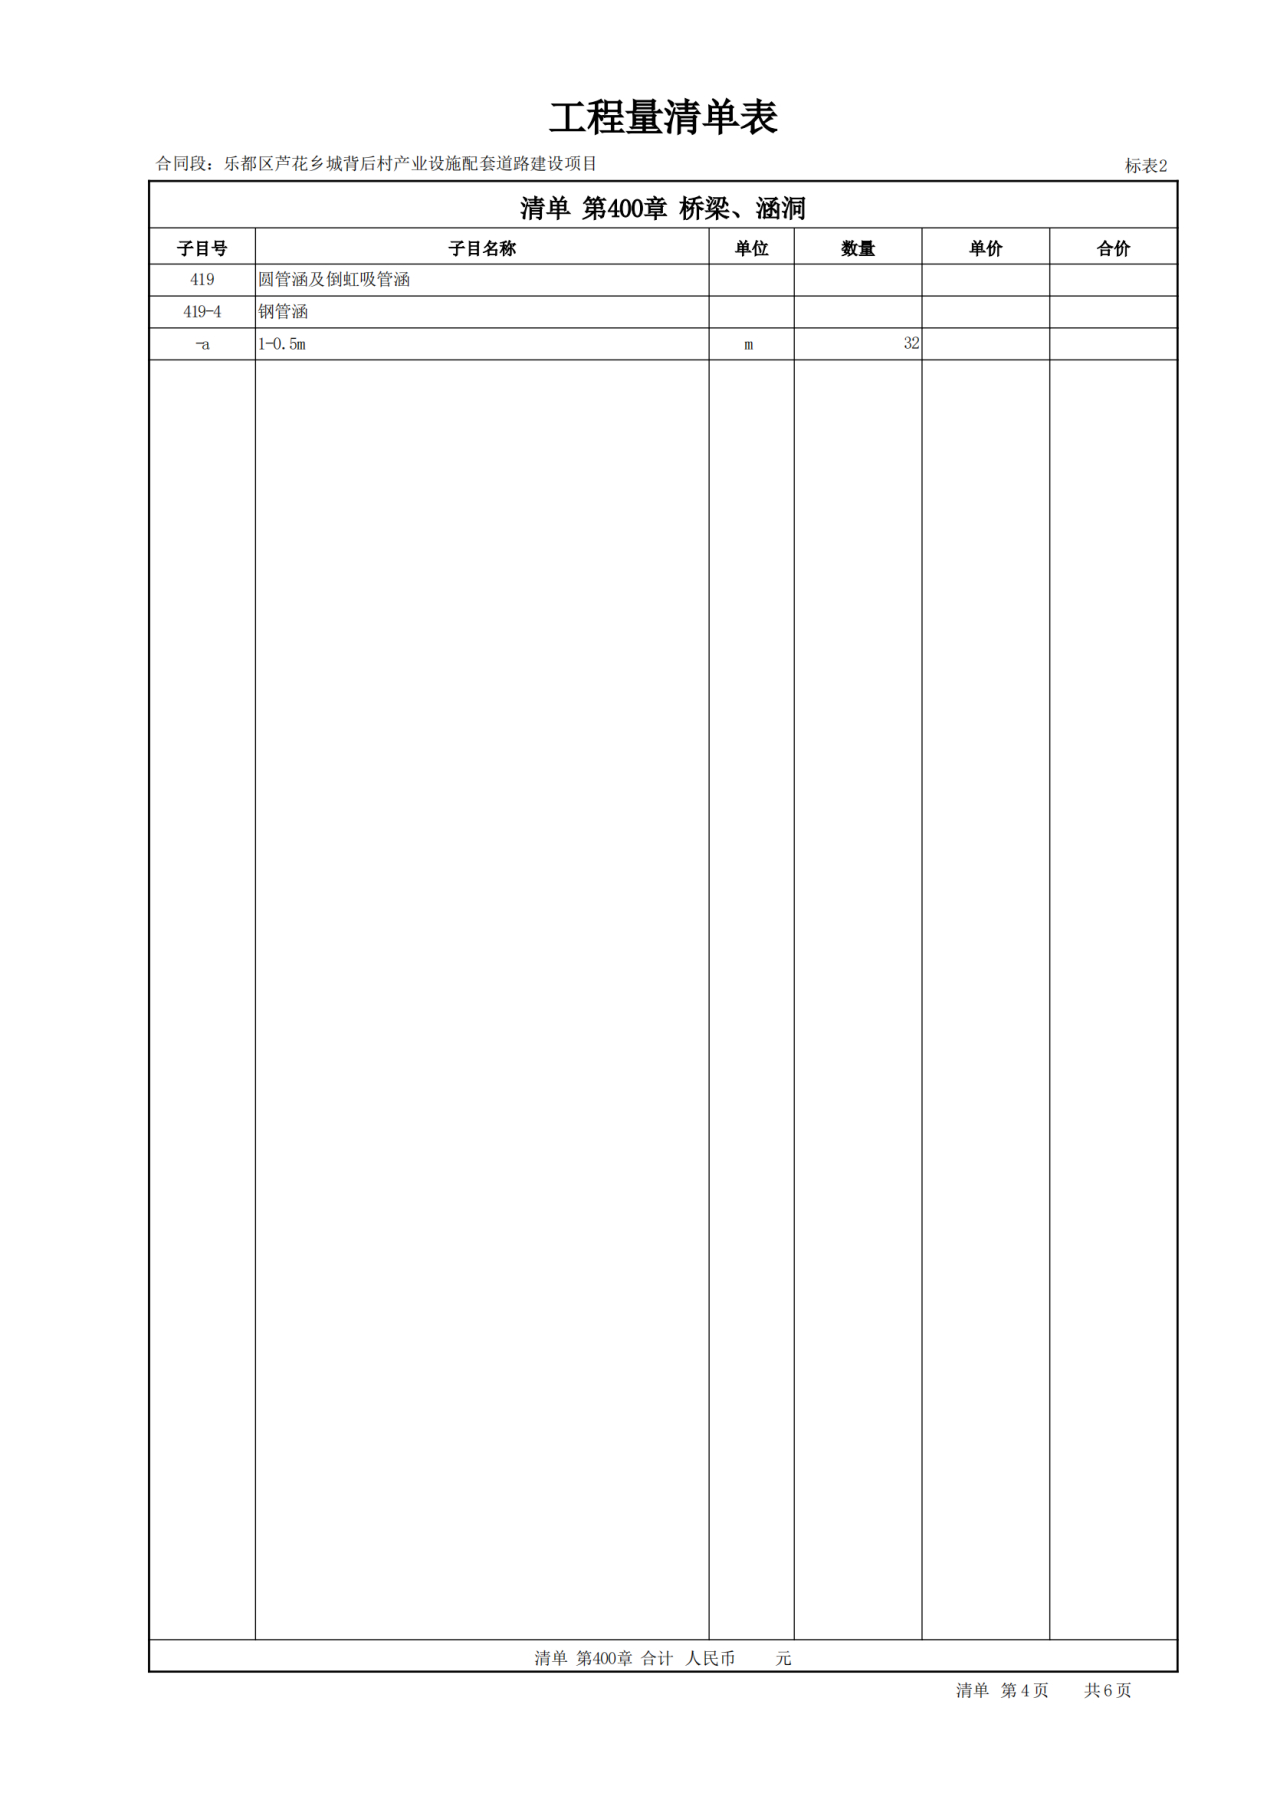 工程量清单表
合同段：乐都区芦花乡城背后村产业设施配套道路建设项目 标表2
清单 第400章 桥梁、涵洞
子目号 子目名称 单位 数量 单价 合价
419 圆管涵及倒虹吸管涵
419-4 钢管涵
-a 1-0.5m m 32
清单 第400章 合计 人民币 元
清单 第4页 共6页